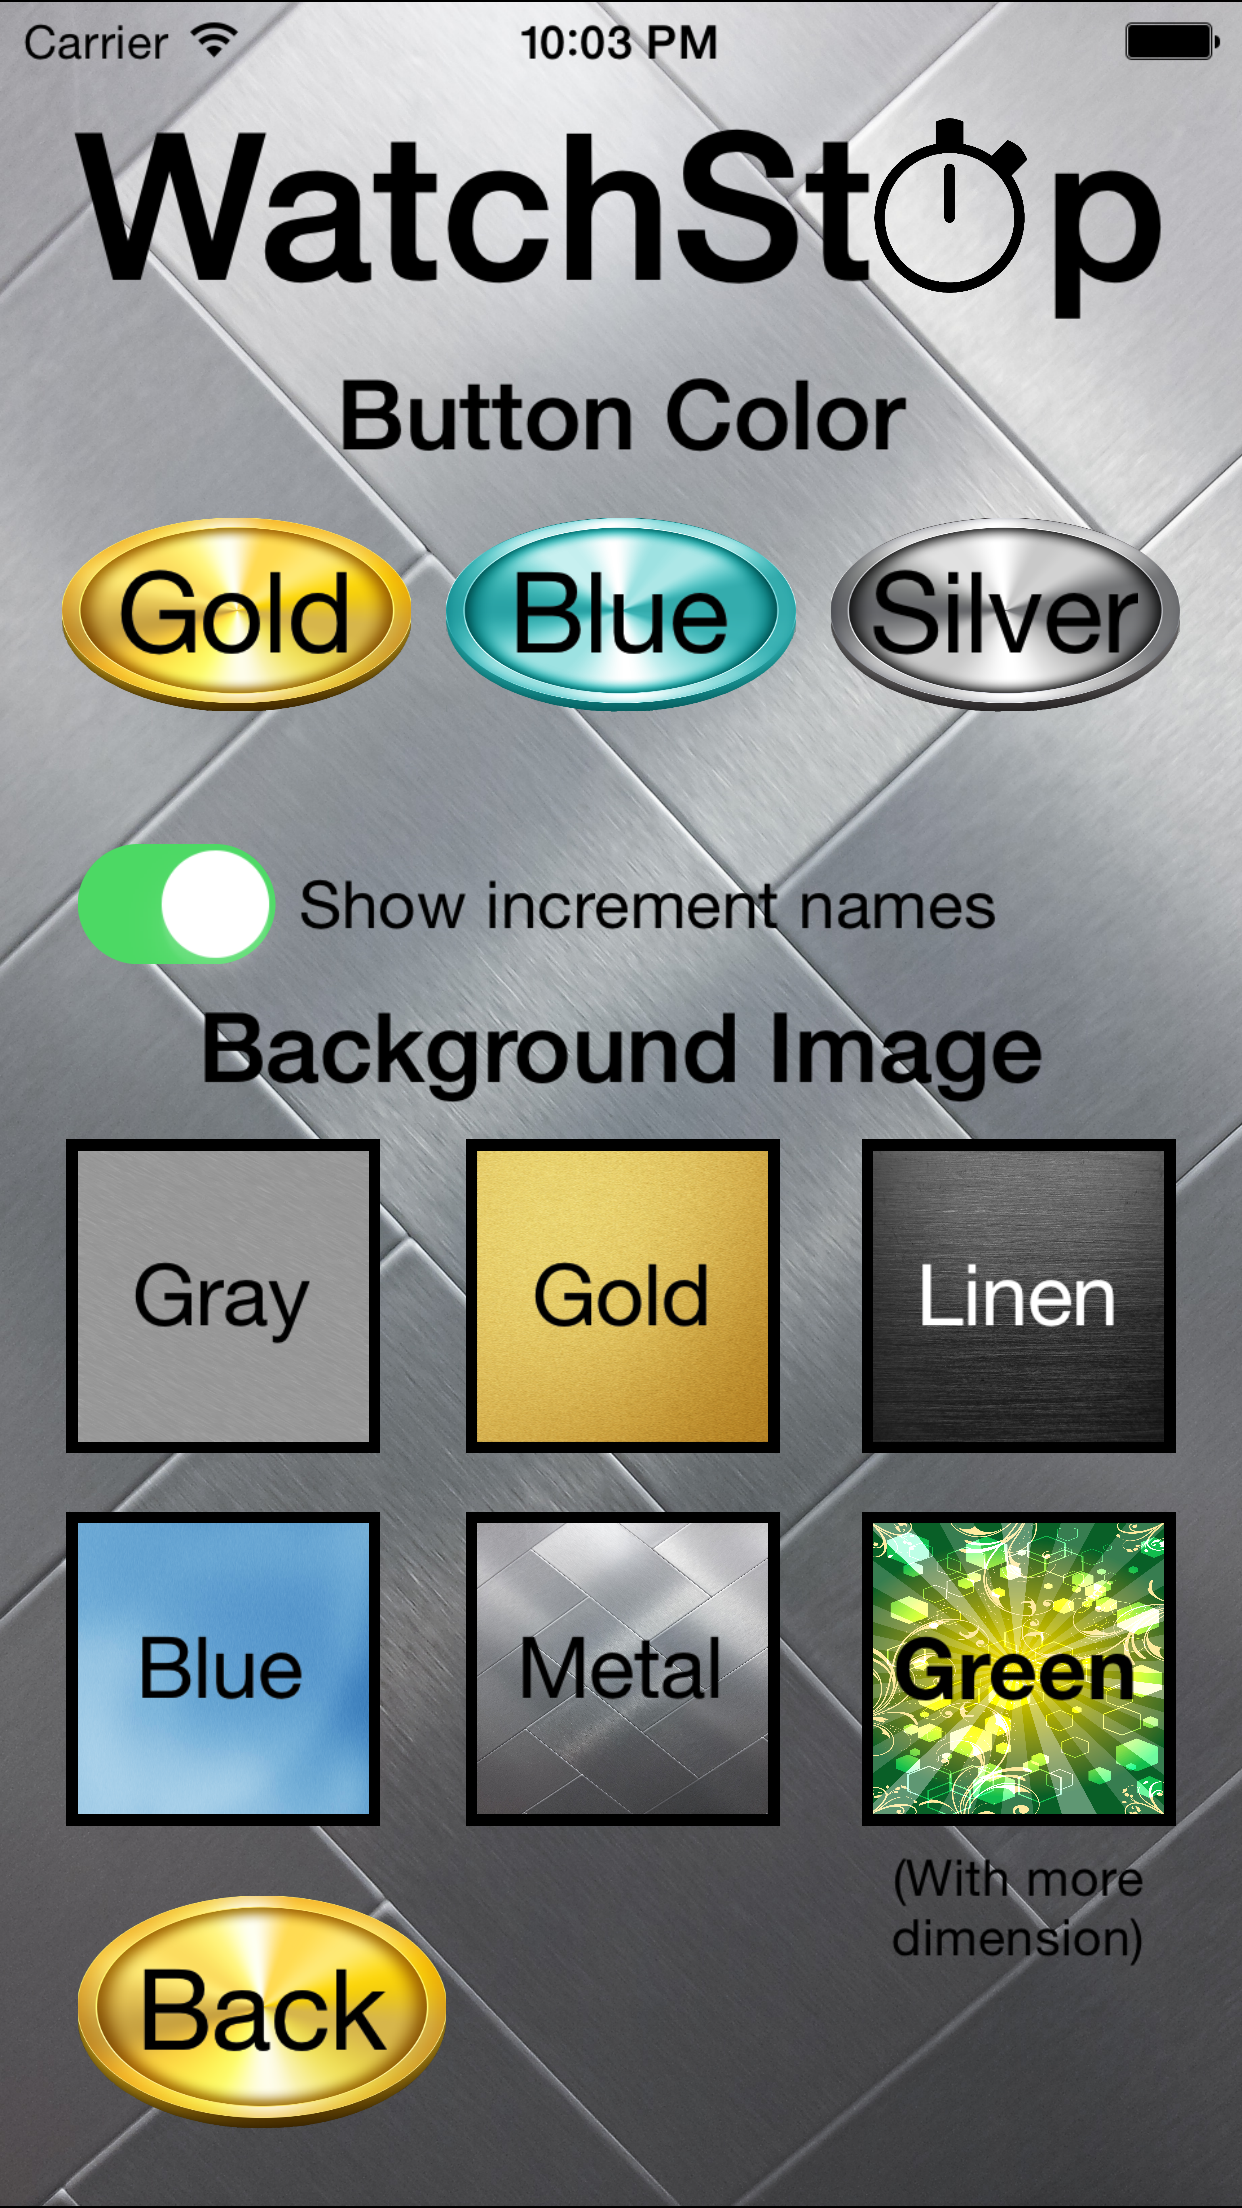 Carrier 10:03 PM
WatchStop
Button Color
Gold Blue Silver
Show increment names
Background Image
Gray Gold Linen
Blue Metal Green
(With more
dimension)
Back